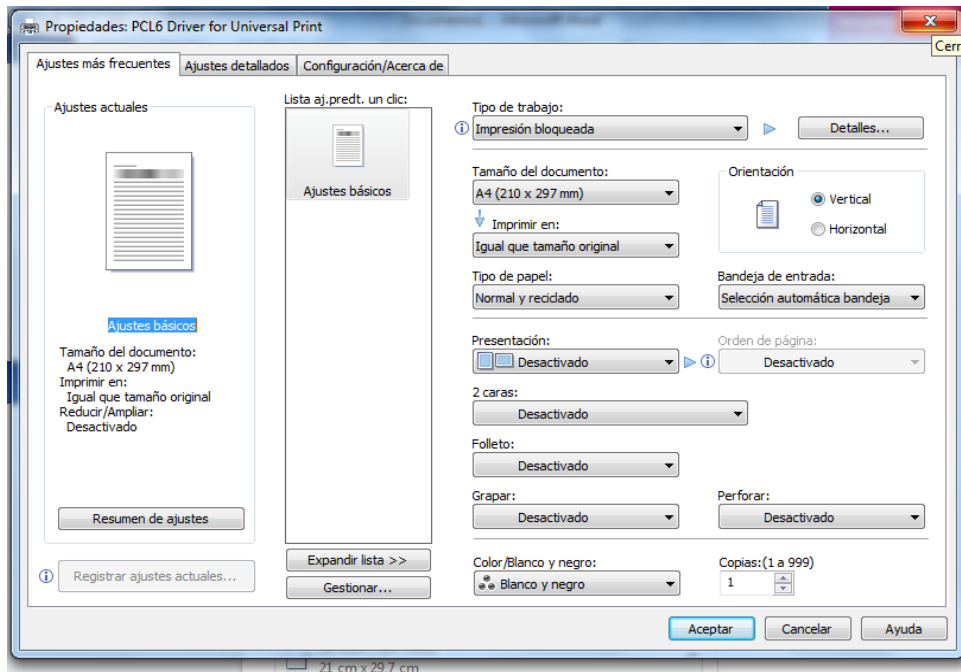 Propiedades: PCL6 Driver for Universal Print
Cerr
Ajustes más frecuentes
Ajustes detallados
Configuración/Acerca de
Ajustes actuales
Ajustes básicos
Tamaño del documento:
A4 (210 x 297 mm)
Imprimir en:
Igual que tamaño original
Reducir/Ampliar:
Desactivado
Resumen de ajustes
Registrar ajustes actuales...
Lista aj.predt. un clic:
Ajustes básicos
Expandir lista >>
Gestionar...
Tipo de trabajo:
Impresión bloqueada
Detalles...
Tamaño del documento:
A4 (210 x 297 mm)
Imprimir en:
Igual que tamaño original
Orientación
Vertical
Horizontal
Tipo de papel:
Normal y reciclado
Bandeja de entrada:
Selección automática bandeja
Presentación:
Desactivado
Orden de página:
Desactivado
2 caras:
Desactivado
Folleto:
Desactivado
Grapar:
Desactivado
Perforar:
Desactivado
Color/Blanco y negro:
Blanco y negro
Copias:(1 a 999)
1
Aceptar
Cancelar
Ayuda
21 cm x 29,7 cm